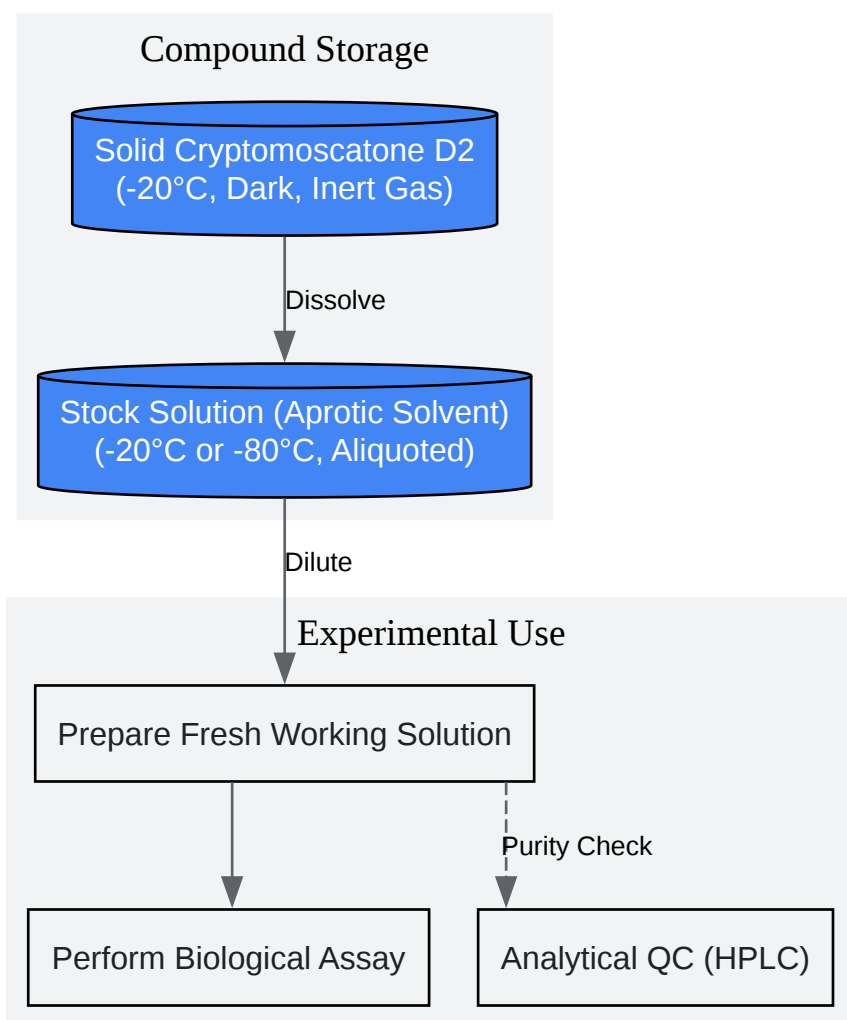 Compound Storage
Solid Cryptomoscatone D2
(-20°C, Dark, Inert Gas)
Dissolve
Stock Solution (Aprotic Solvent)
(-20°C or -80°C, Aliquoted)
Dilute
Experimental Use
Prepare Fresh Working Solution
Purity Check
Perform Biological Assay
Analytical QC (HPLC)